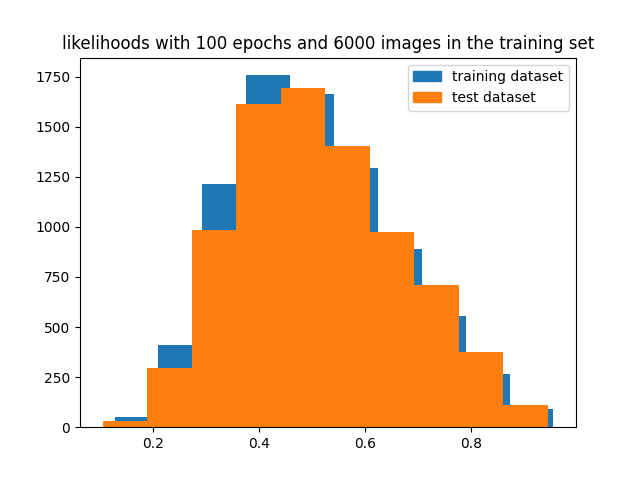 likelihoods with 100 epochs and 6000 images in the training set
training dataset
test dataset
1750
1500
1250
1000
750
500
250
0
0.2 0.4 0.6 0.8